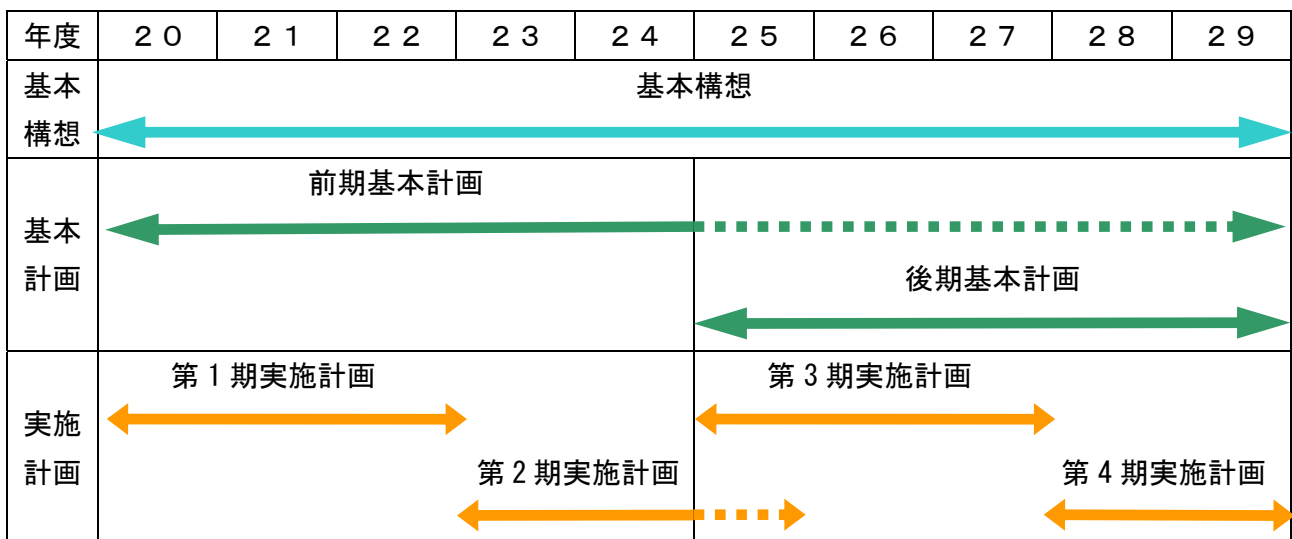 年度 ２０ ２１ ２２ ２３ ２４ ２５ ２６ ２７ ２８ ２９
基本
構想
基本構想
基本
計画
前期基本計画
後期基本計画
実施
計画
第１期実施計画
第３期実施計画
第２期実施計画
第４期実施計画